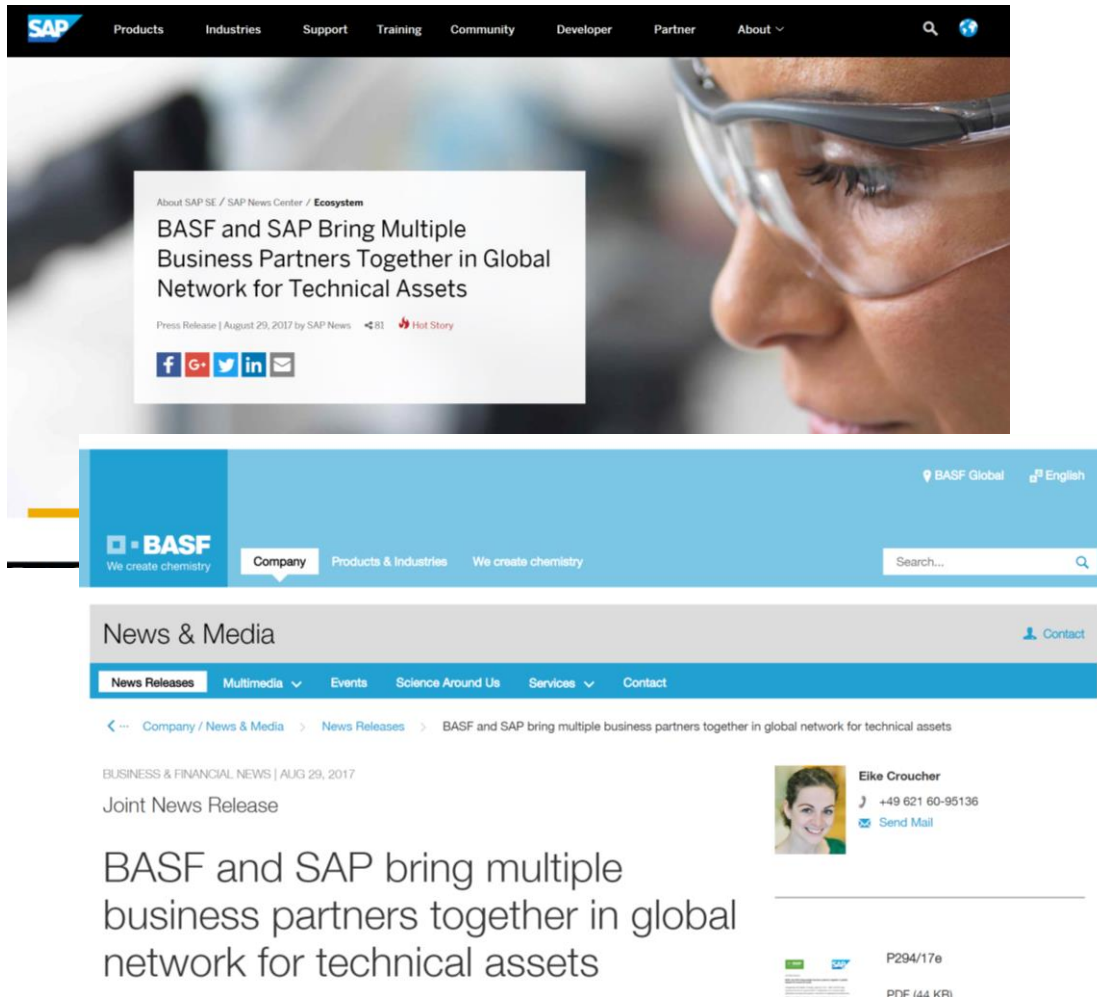 SAP Products Industries Support Training Community Developer Partner About
About SAP SE / SAP News Center / Ecosystem
BASF and SAP Bring Multiple
Business Partners Together in Global
Network for Technical Assets
Press Release | August 29, 2017 by SAP News 81 Hot Story
f G+ in
BASF Global English
BASF
We create chemistry
Company Products & Industries We create chemistry Search...
News & Media Contact
News Releases Multimedia Events Science Around Us Services Contact
... Company / News & Media > News Releases > BASF and SAP bring multiple business partners together in global network for technical assets
BUSINESS & FINANCIAL NEWS | AUG 29, 2017
Joint News Release
Eike Croucher
+49 621 60-95136
Send Mail
BASF and SAP bring multiple
business partners together in global
network for technical assets
P294/17e
PDF (44 KB)